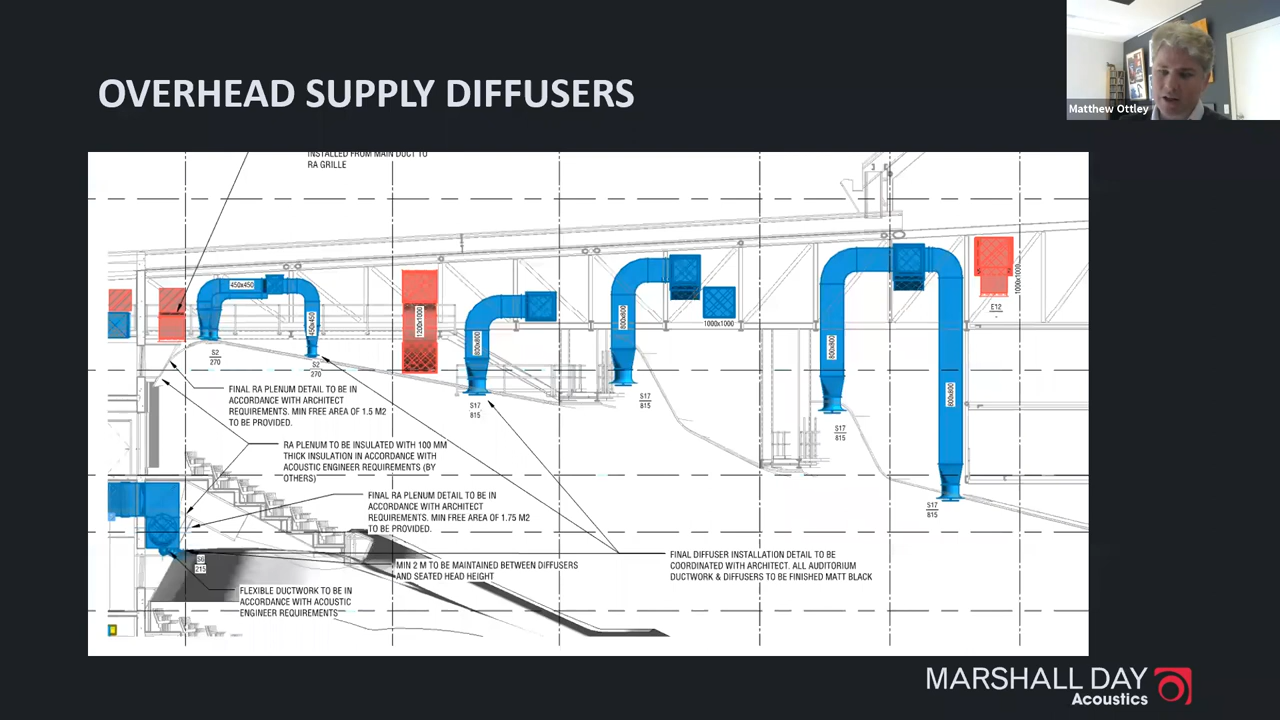 OVERHEAD SUPPLY DIFFUSERS
Matthew Ottley
INSTALLED FROM MAIN DUCT TO
RA GRILLE
450x450
450x450
S2
270
S2
270
1200x1000
800x800
S17
815
800x800
1000x1000
S17
815
800x800
S17
815
800x800
S17
815
E12
1000x1000
FINAL RA PLENUM DETAIL TO BE IN
ACCORDANCE WITH ARCHITECT
REQUIREMENTS. MIN FREE AREA OF 1.5 M2
TO BE PROVIDED.
RA PLENUM TO BE INSULATED WITH 100 MM
THICK INSULATION IN ACCORDANCE WITH
ACOUSTIC ENGINEER REQUIREMENTS (BY
OTHERS)
FINAL RA PLENUM DETAIL TO BE IN
ACCORDANCE WITH ARCHITECT
REQUIREMENTS. MIN FREE AREA OF 1.75 M2
TO BE PROVIDED.
215
MIN 2 M TO BE MAINTAINED BETWEEN DIFFUSERS
AND SEATED HEAD HEIGHT
FINAL DIFFUSER INSTALLATION DETAIL TO BE
COORDINATED WITH ARCHITECT. ALL AUDITORIUM
DUCTWORK & DIFFUSERS TO BE FINISHED MATT BLACK
FLEXIBLE DUCTWORK TO BE IN
ACCORDANCE WITH ACOUSTIC
ENGINEER REQUIREMENTS
MARSHALL DAY
Acoustics